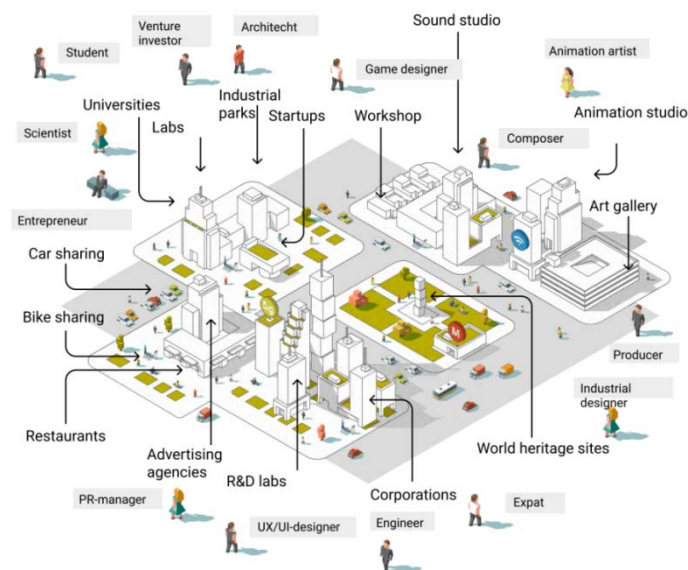 Student
Venture
investor
Architecht
Sound studio
Game designer
Animation artist
Universities
Labs
Industrial
parks
Startups
Workshop
Animation studio
Scientist
Composer
Entrepreneur
Art gallery
Car sharing
Bike sharing
M
Producer
Restaurants
Industrial
designer
Advertising
agencies
R&D labs
World heritage sites
PR-manager
Corporations
UX/UI-designer
Engineer
Expat